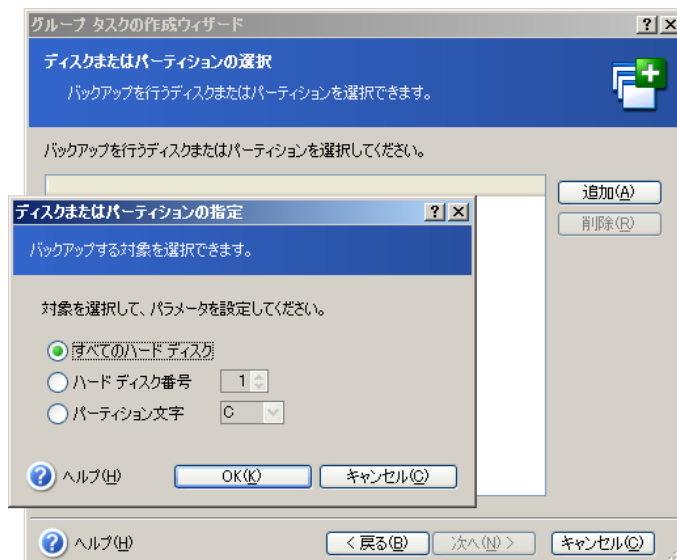 グループ タスクの作成ウィザード
ディスクまたはパーティションの選択
バックアップを行うディスクまたはパーティションを選択できます。
バックアップを行うディスクまたはパーティションを選択してください。
追加(A)
削除(R)
ディスクまたはパーティションの指定
バックアップする対象を選択できます。
対象を選択して、パラメータを設定してください。
すべてのハード ディスク
ハード ディスク番号 1
パーティション文字 C
ヘルプ(H) OK(K) キャンセル(C)
ヘルプ(H) < 戻る(B) 次へ(N) > キャンセル(C)